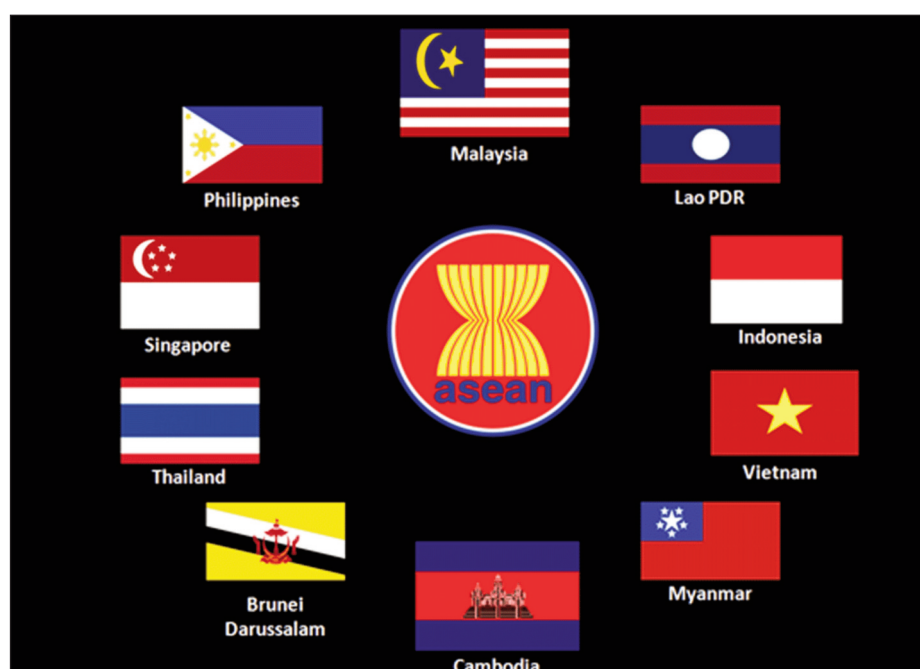 Malaysia
Philippines
Lao PDR
Singapore
Indonesia
asean
Thailand
Vietnam
Brunei
Darussalam
Myanmar
Cambodia